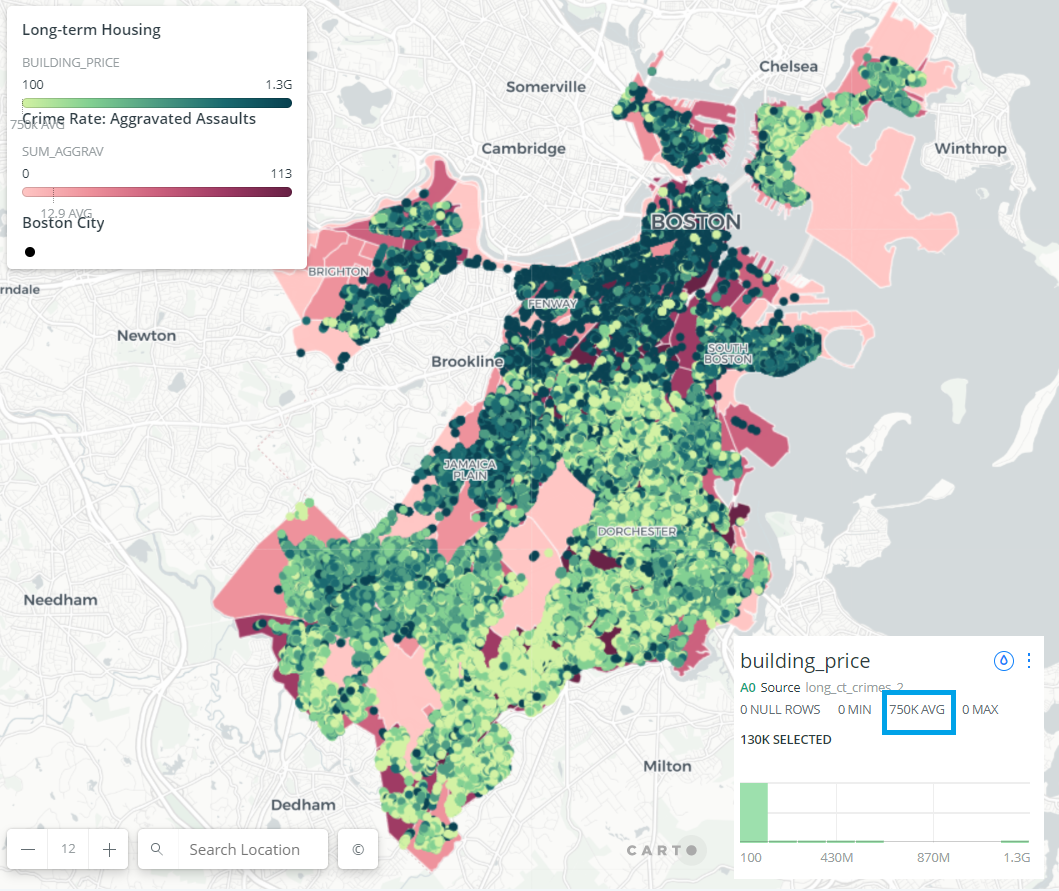 Long-term Housing
BUILDING_PRICE
100 1.3G
750k AVG
Crime Rate: Aggravated Assaults
SUM_AGGRAV
0 113
12.9 AVG
Boston City
Chelsea
Somerville
Cambridge
Winthrop
BOSTON
BRIGHTON
rndale
FENWAY
Newton
SOUTH
BOSTON
Brookline
JAMAICA
PLAIN
DORCHESTER
Needham
building_price
A0 Source long_ct_crimes_2
0 NULL ROWS 0 MIN 750K AVG 0 MAX
130K SELECTED
Milton
Dedham
12
Search Location
©
CARTO
100 430M 870M 1.3G